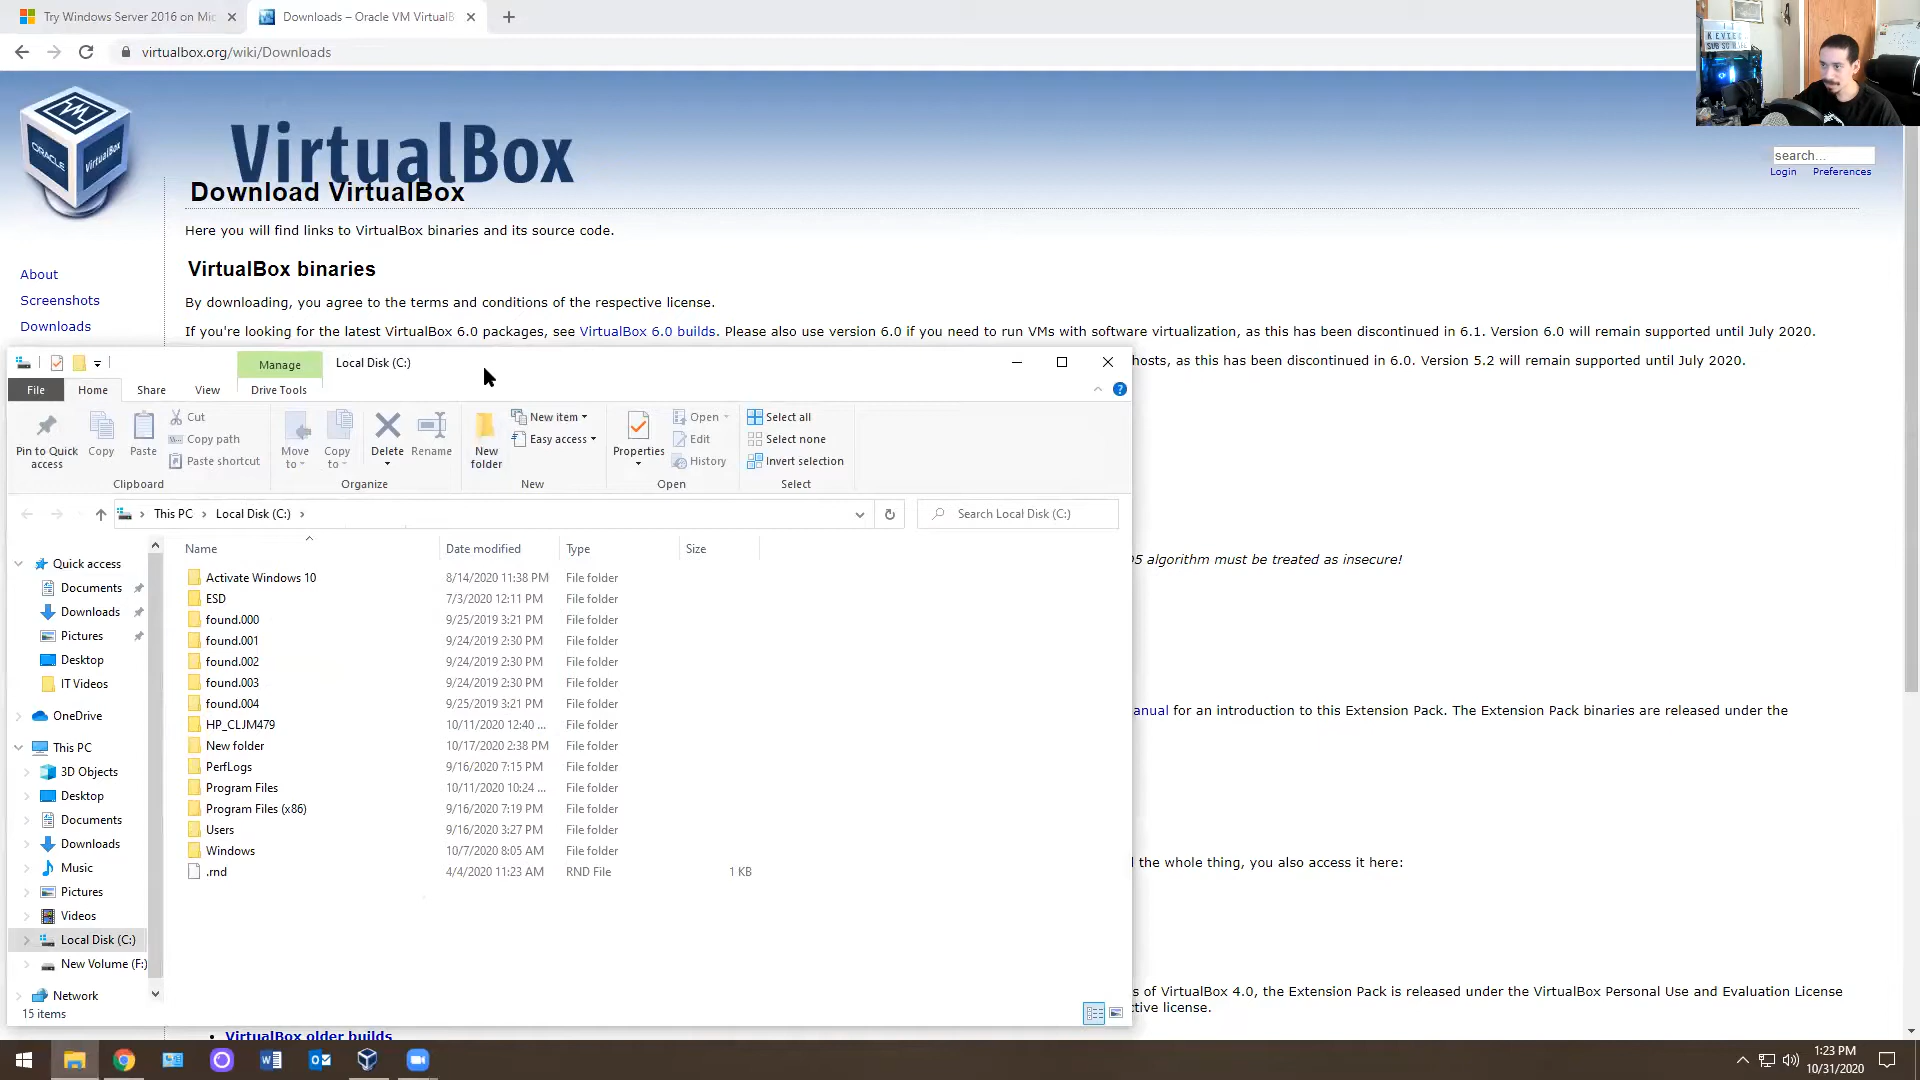 Try Windows Server 2016 on Mic
Downloads – Oracle VM VirtualB
virtualbox.org/wiki/Downloads
ORACLE
VirtualBox
VirtualBox
search...
Login Preferences
Download VirtualBox
Here you will find links to VirtualBox binaries and its source code.
VirtualBox binaries
By downloading, you agree to the terms and conditions of the respective license.
If you're looking for the latest VirtualBox 6.0 packages, see VirtualBox 6.0 builds. Please also use version 6.0 if you need to run VMs with software virtualization, as this has been discontinued in 6.1. Version 6.0 will remain supported until July 2020.
hosts, as this has been discontinued in 6.0. Version 5.2 will remain supported until July 2020.
About
Screenshots
Downloads
Manage
Local Disk (C:)
File
Home
Share
View
Drive Tools
Pin to Quick access
Copy
Paste
Cut
Copy path
Paste shortcut
Clipboard
Move to
Copy to
Delete
Rename
Organize
New folder
New item
Easy access
New
Properties
Open
Edit
History
Open
Select all
Select none
Invert selection
Select
This PC
Local Disk (C:)
Search Local Disk (C:)
Name Date modified Type Size
Activate Windows 10 8/14/2020 11:38 PM File folder
ESD 7/3/2020 12:11 PM File folder
found.000 9/25/2019 3:21 PM File folder
found.001 9/24/2019 2:30 PM File folder
found.002 9/24/2019 2:30 PM File folder
found.003 9/24/2019 2:30 PM File folder
found.004 9/25/2019 3:21 PM File folder
HP_CLJM479 10/11/2020 12:40 ... File folder
New folder 10/17/2020 2:38 PM File folder
PerfLogs 9/16/2020 7:15 PM File folder
Program Files 10/11/2020 10:24 ... File folder
Program Files (x86) 9/16/2020 7:19 PM File folder
Users 9/16/2020 3:27 PM File folder
Windows 10/7/2020 8:05 AM File folder
.rnd 4/4/2020 11:23 AM RND File 1 KB
Quick access
Documents
Downloads
Pictures
Desktop
IT Videos
OneDrive
This PC
3D Objects
Desktop
Documents
Downloads
Music
Pictures
Videos
Local Disk (C:)
New Volume (F:)
Network
15 items
algorithm must be treated as insecure!
for an introduction to this Extension Pack. The Extension Pack binaries are released under the
the whole thing, you also access it here:
s of VirtualBox 4.0, the Extension Pack is released under the VirtualBox Personal Use and Evaluation License
license.
VirtualBox older builds
1:23 PM
10/31/2020